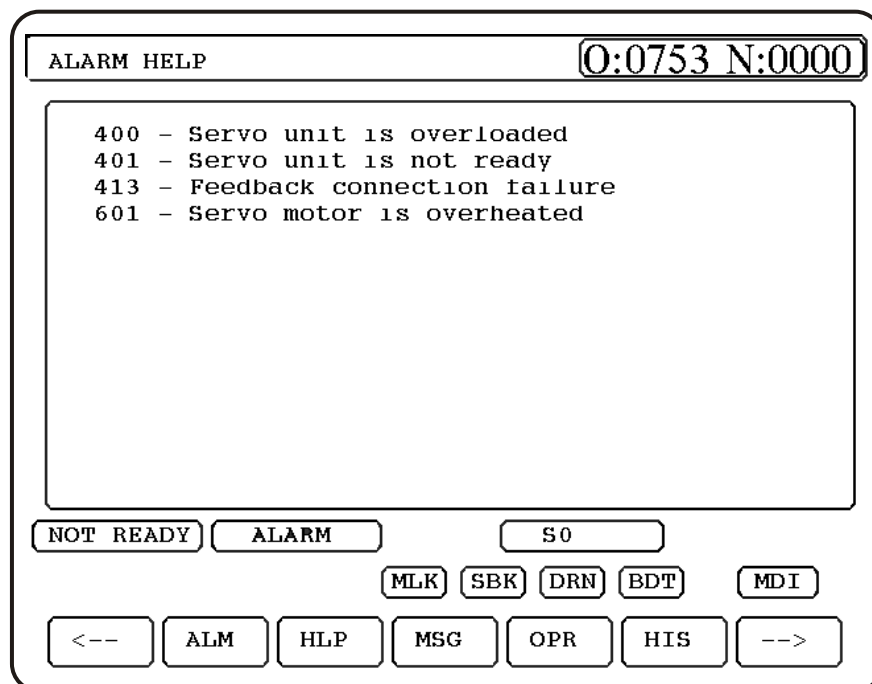 ALARM HELP
O:0753 N:0000
400 - Servo unit is overloaded
401 - Servo unit is not ready
413 - Feedback connection failure
601 - Servo motor is overheated
NOT READY ALARM S0
MLK SBK DRN BDT MDI
<-- ALM HLP MSG OPR HIS -->